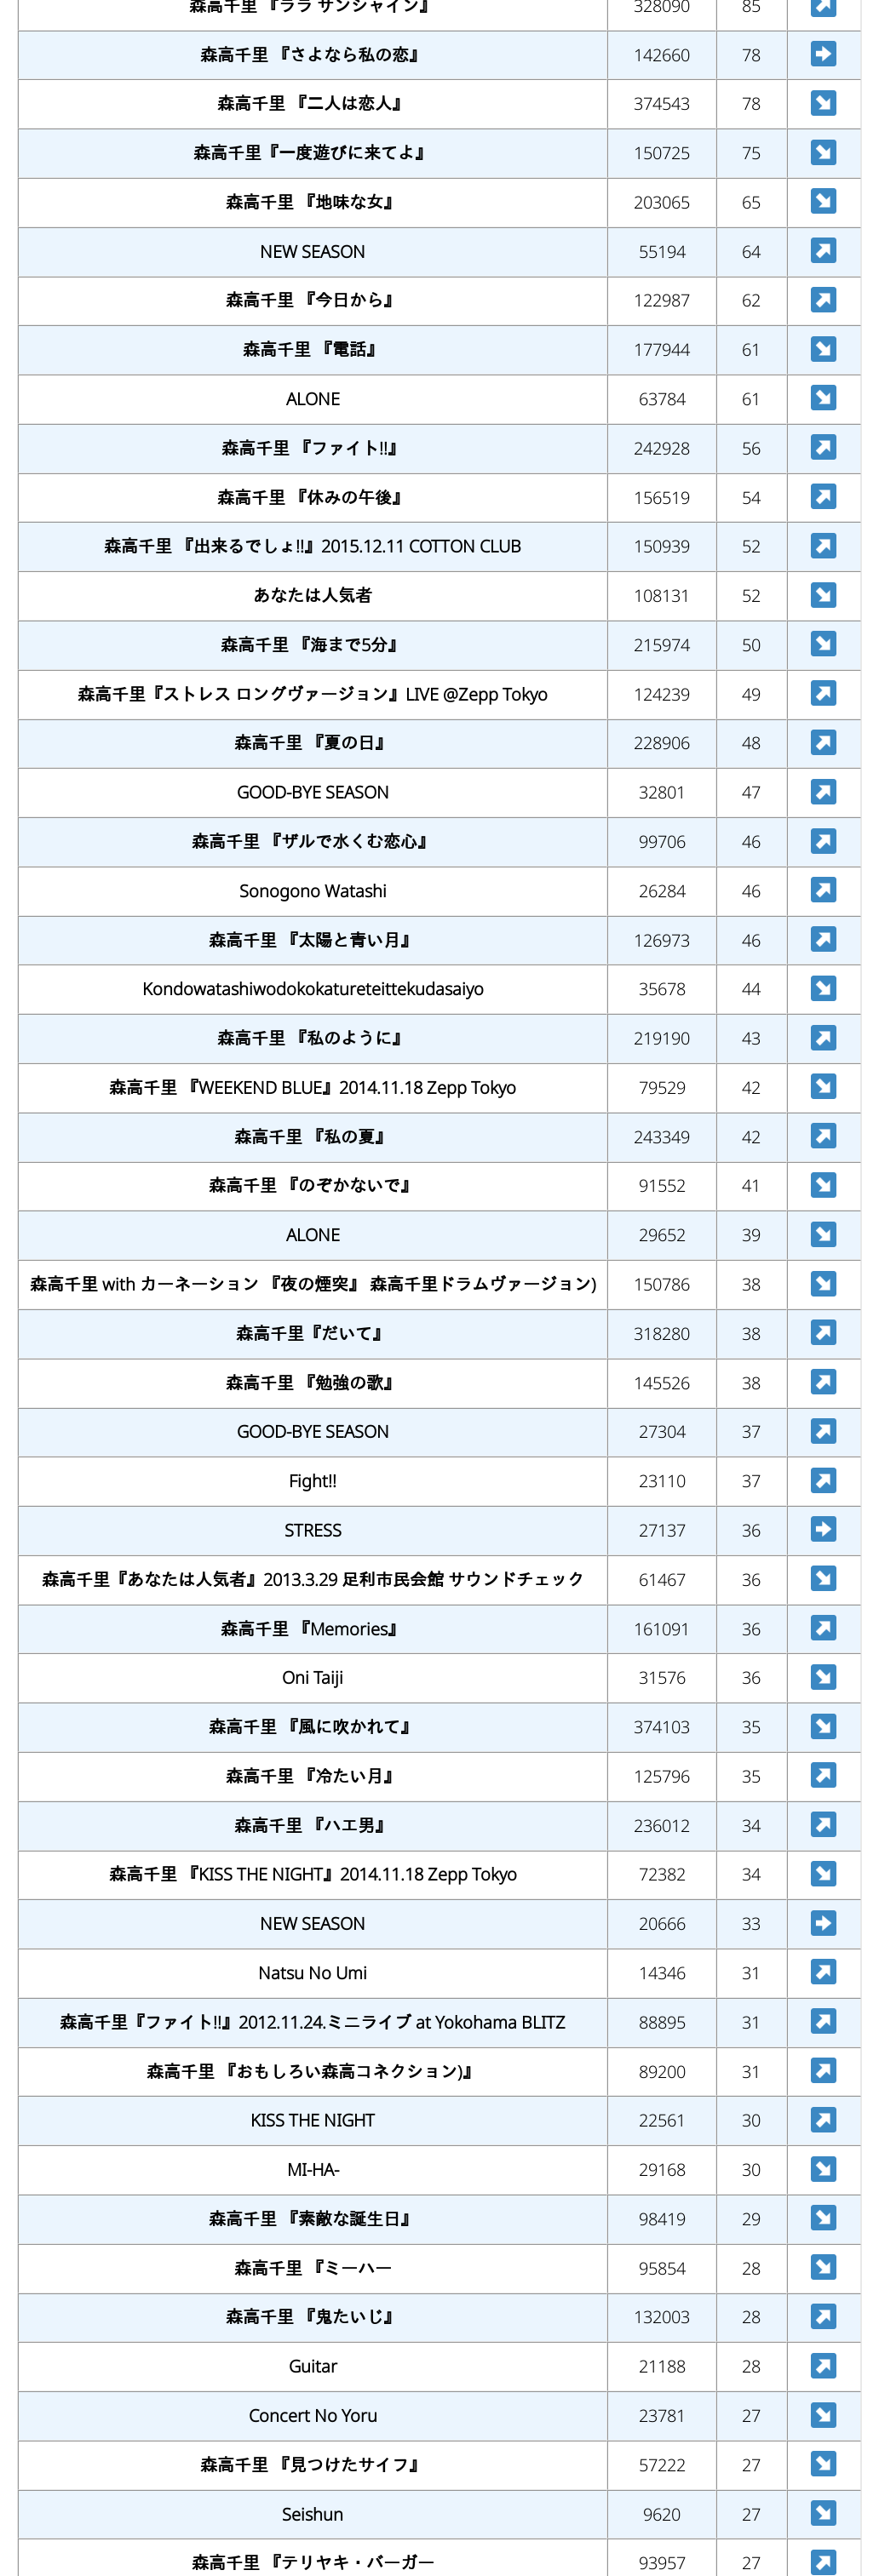 森高千里 『ララ サンシャイン』 328090 85
森高千里 『さよなら私の恋』 142660 78
森高千里 『二人は恋人』 374543 78
森高千里『一度遊びに来てよ』 150725 75
森高千里 『地味な女』 203065 65
NEW SEASON 55194 64
森高千里 『今日から』 122987 62
森高千里 『電話』 177944 61
ALONE 63784 61
森高千里 『ファイト!!』 242928 56
森高千里 『休みの午後』 156519 54
森高千里 『出来るでしょ!!』2015.12.11 COTTON CLUB 150939 52
あなたは人気者 108131 52
森高千里 『海まで5分』 215974 50
森高千里『ストレス ロングヴァージョン』LIVE @Zepp Tokyo 124239 49
森高千里 『夏の日』 228906 48
GOOD-BYE SEASON 32801 47
森高千里 『ザルで水くむ恋心』 99706 46
Sonogono Watashi 26284 46
森高千里 『太陽と青い月』 126973 46
Kondowatashiwodokokatureteittekudasaiyo 35678 44
森高千里 『私のように』 219190 43
森高千里 『WEEKEND BLUE』2014.11.18 Zepp Tokyo 79529 42
森高千里 『私の夏』 243349 42
森高千里 『のぞかないで』 91552 41
ALONE 29652 39
森高千里 with カーネーション 『夜の煙突』 森高千里ドラムヴァージョン) 150786 38
森高千里『だいて』 318280 38
森高千里 『勉強の歌』 145526 38
GOOD-BYE SEASON 27304 37
Fight!! 23110 37
STRESS 27137 36
森高千里『あなたは人気者』2013.3.29 足利市民会館 サウンドチェック 61467 36
森高千里 『Memories』 161091 36
Oni Taiji 31576 36
森高千里 『風に吹かれて』 374103 35
森高千里 『冷たい月』 125796 35
森高千里 『ハエ男』 236012 34
森高千里 『KISS THE NIGHT』2014.11.18 Zepp Tokyo 72382 34
NEW SEASON 20666 33
Natsu No Umi 14346 31
森高千里『ファイト!!』2012.11.24.ミニライブ at Yokohama BLITZ 88895 31
森高千里 『おもしろい森高コネクション)』 89200 31
KISS THE NIGHT 22561 30
MI-HA- 29168 30
森高千里 『素敵な誕生日』 98419 29
森高千里 『ミーハー 95854 28
森高千里 『鬼たいじ』 132003 28
Guitar 21188 28
Concert No Yoru 23781 27
森高千里 『見つけたサイフ』 57222 27
Seishun 9620 27
森高千里 『テリヤキ・バーガー 93957 27